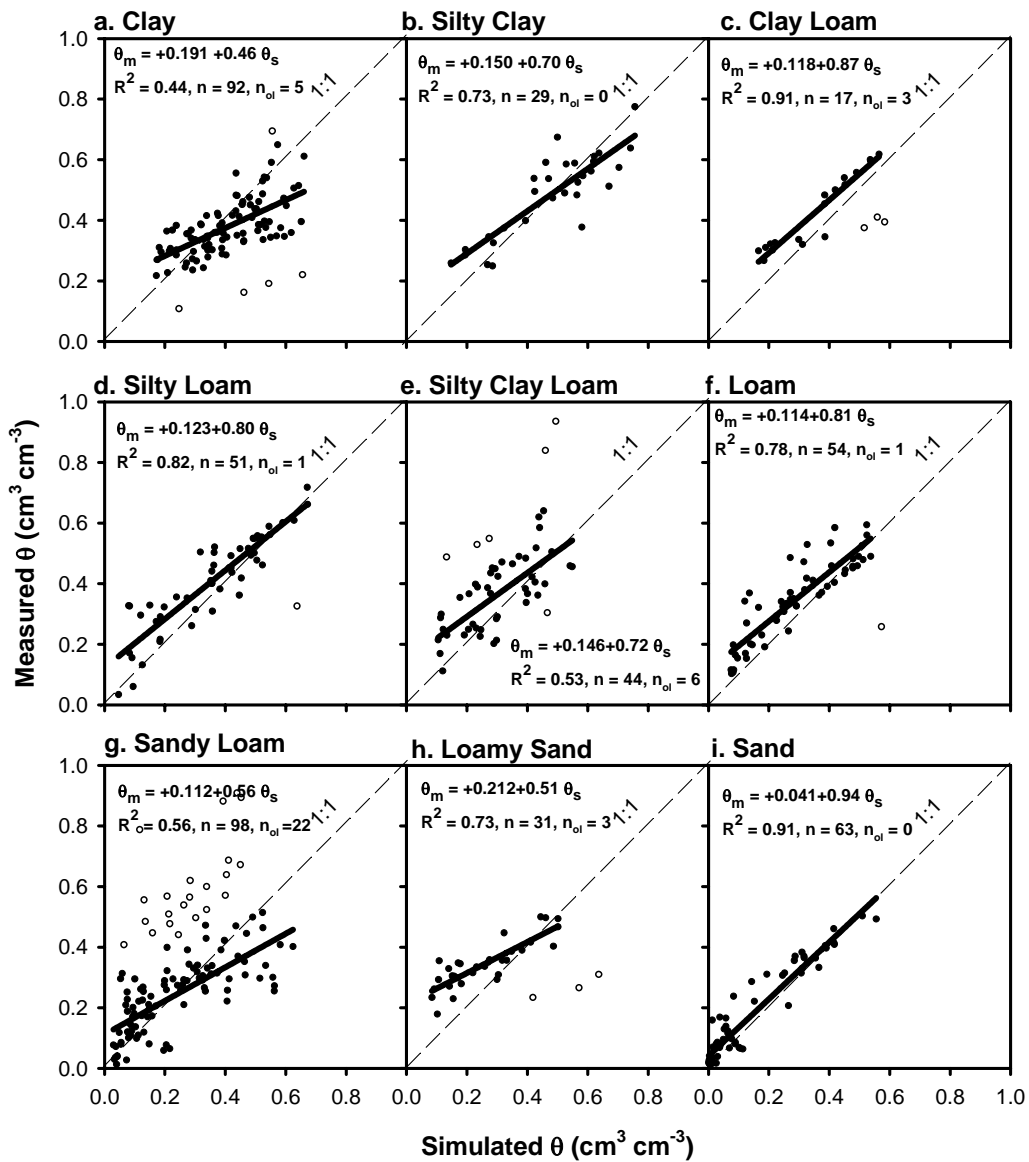 a. Clay
θm = +0.191 +0.46 θs
R² = 0.44, n = 92, nol = 5
1:1
b. Silty Clay
θm = +0.150 +0.70 θs
R² = 0.73, n = 29, nol = 0
1:1
c. Clay Loam
θm = +0.118+0.87 θs
R² = 0.91, n = 17, nol = 3
1:1
1.0
0.8
0.6
0.4
0.2
0.0
d. Silty Loam
θm = +0.123+0.80 θs
R² = 0.82, n = 51, nol = 1
1:1
e. Silty Clay Loam
1:1
θm = +0.146+0.72 θs
R² = 0.53, n = 44, nol = 6
f. Loam
θm = +0.114+0.81 θs
R² = 0.78, n = 54, nol = 1
1:1
Measured θ (cm³ cm⁻³)
1.0
0.8
0.6
0.4
0.2
0.0
g. Sandy Loam
θm = +0.112+0.56 θs
R² = 0.56, n = 98, nol =22
1:1
h. Loamy Sand
θm = +0.212+0.51 θs
R² = 0.73, n = 31, nol = 3
1:1
i. Sand
θm = +0.041+0.94 θs
R² = 0.91, n = 63, nol = 0
1:1
1.0
0.8
0.6
0.4
0.2
0.0
0.0 0.2 0.4 0.6 0.8 0.0 0.2 0.4 0.6 0.8 0.0 0.2 0.4 0.6 0.8 1.0
Simulated θ (cm³ cm⁻³)